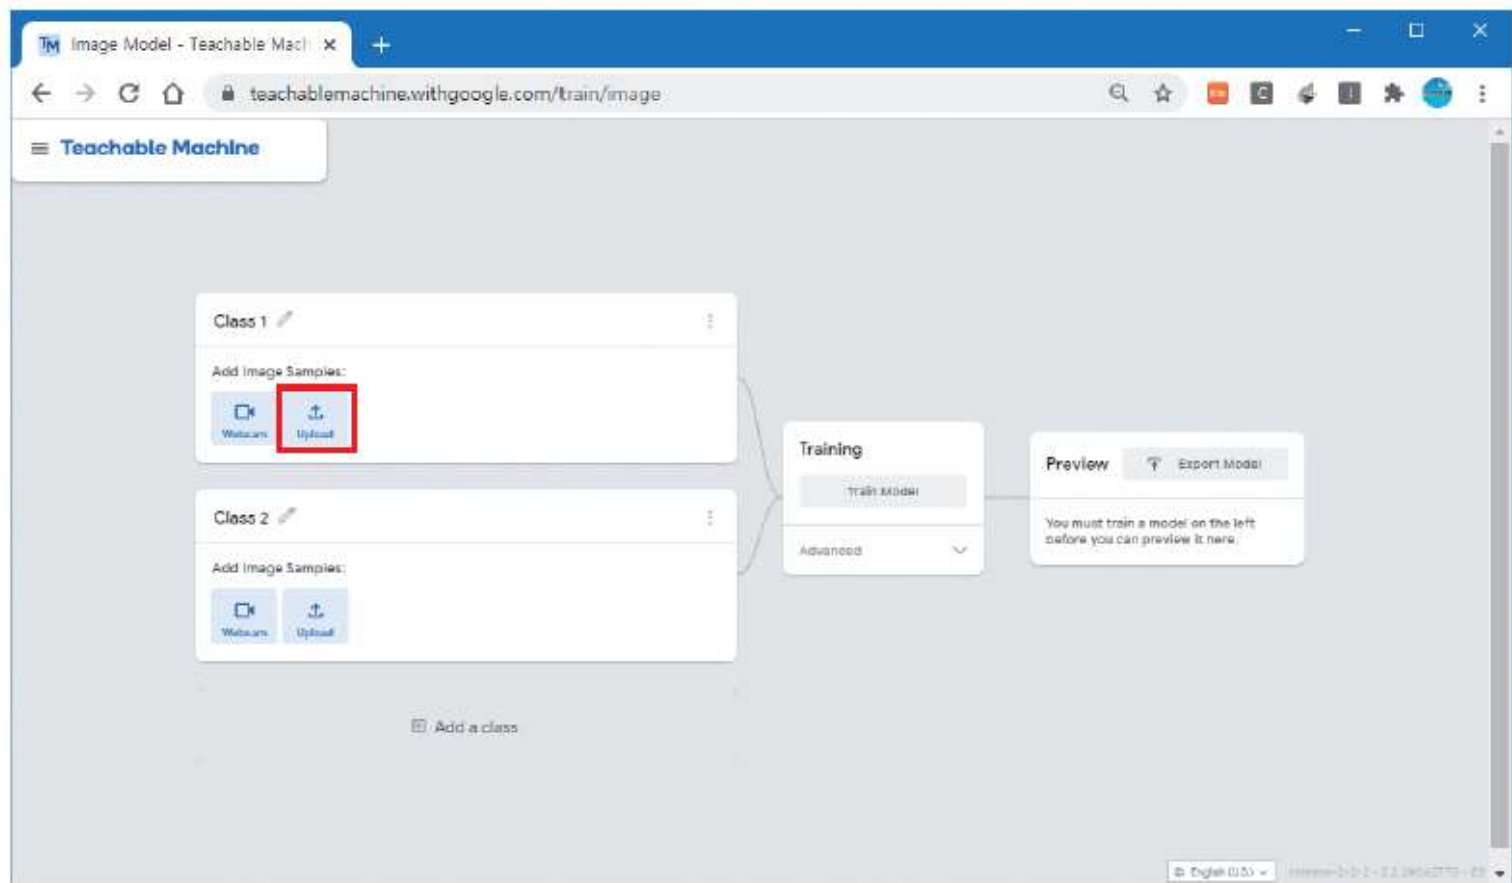 Image Model - Teachable Mach
teachablemachine.withgoogle.com/train/image
Teachable Machine
Class 1
Add Image Samples:
Webcam
Upload
Class 2
Add Image Samples:
Webcam
Upload
Add a class
Training
Train Model
Advanced
Preview
Export Model
You must train a model on the left
before you can preview it here.
English (US)